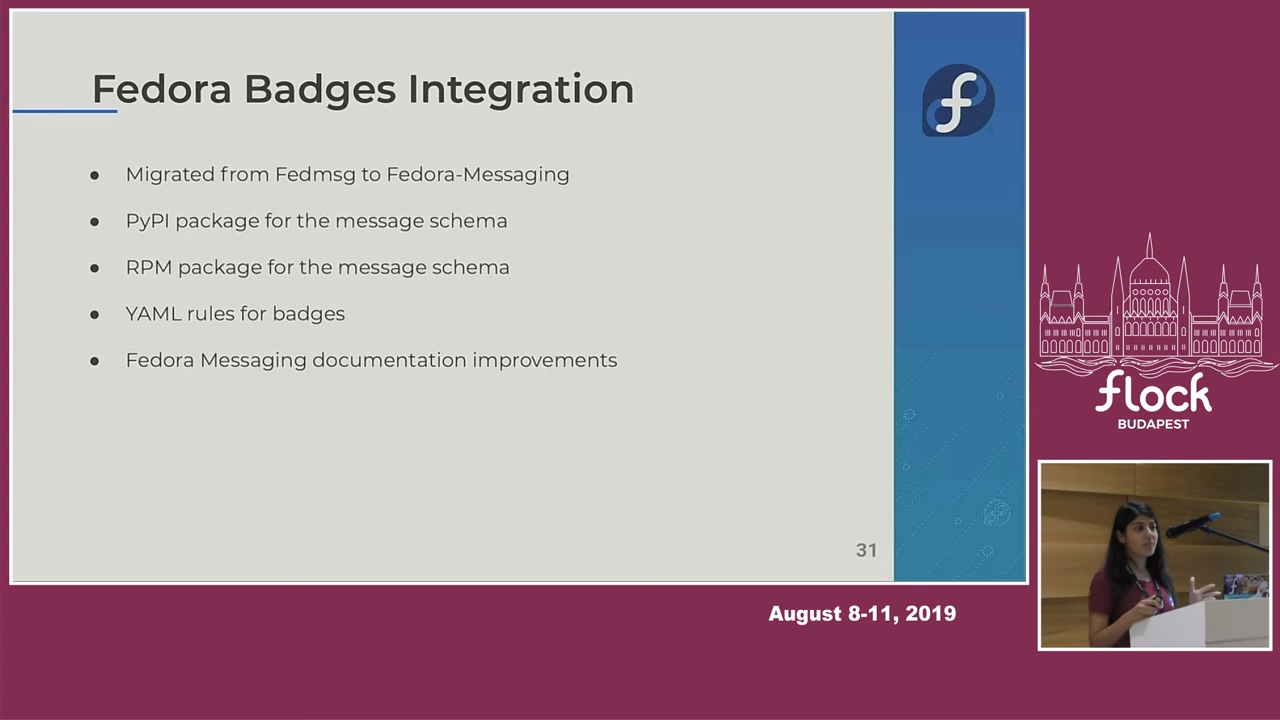 Fedora Badges Integration
● Migrated from Fedmsg to Fedora-Messaging
● PyPI package for the message schema
● RPM package for the message schema
● YAML rules for badges
● Fedora Messaging documentation improvements
31
flock
BUDAPEST
August 8-11, 2019